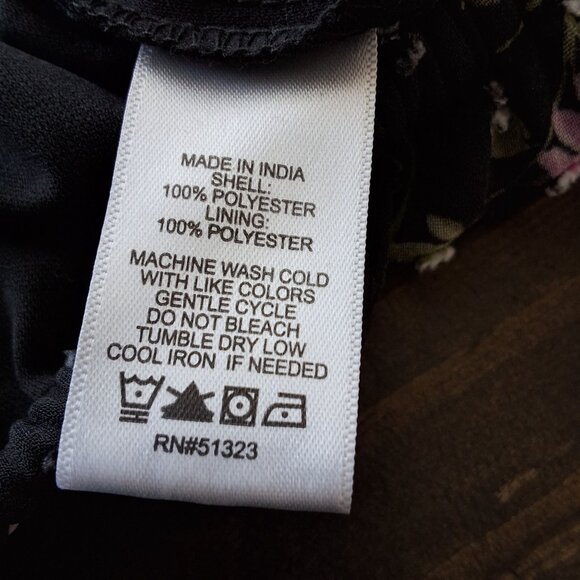 MADE IN INDIA
SHELL:
100% POLYESTER
LINING:
100% POLYESTER
MACHINE WASH COLD
WITH LIKE COLORS
GENTLE CYCLE
DO NOT BLEACH
TUMBLE DRY LOW
COOL IRON IF NEEDED
RN#51323